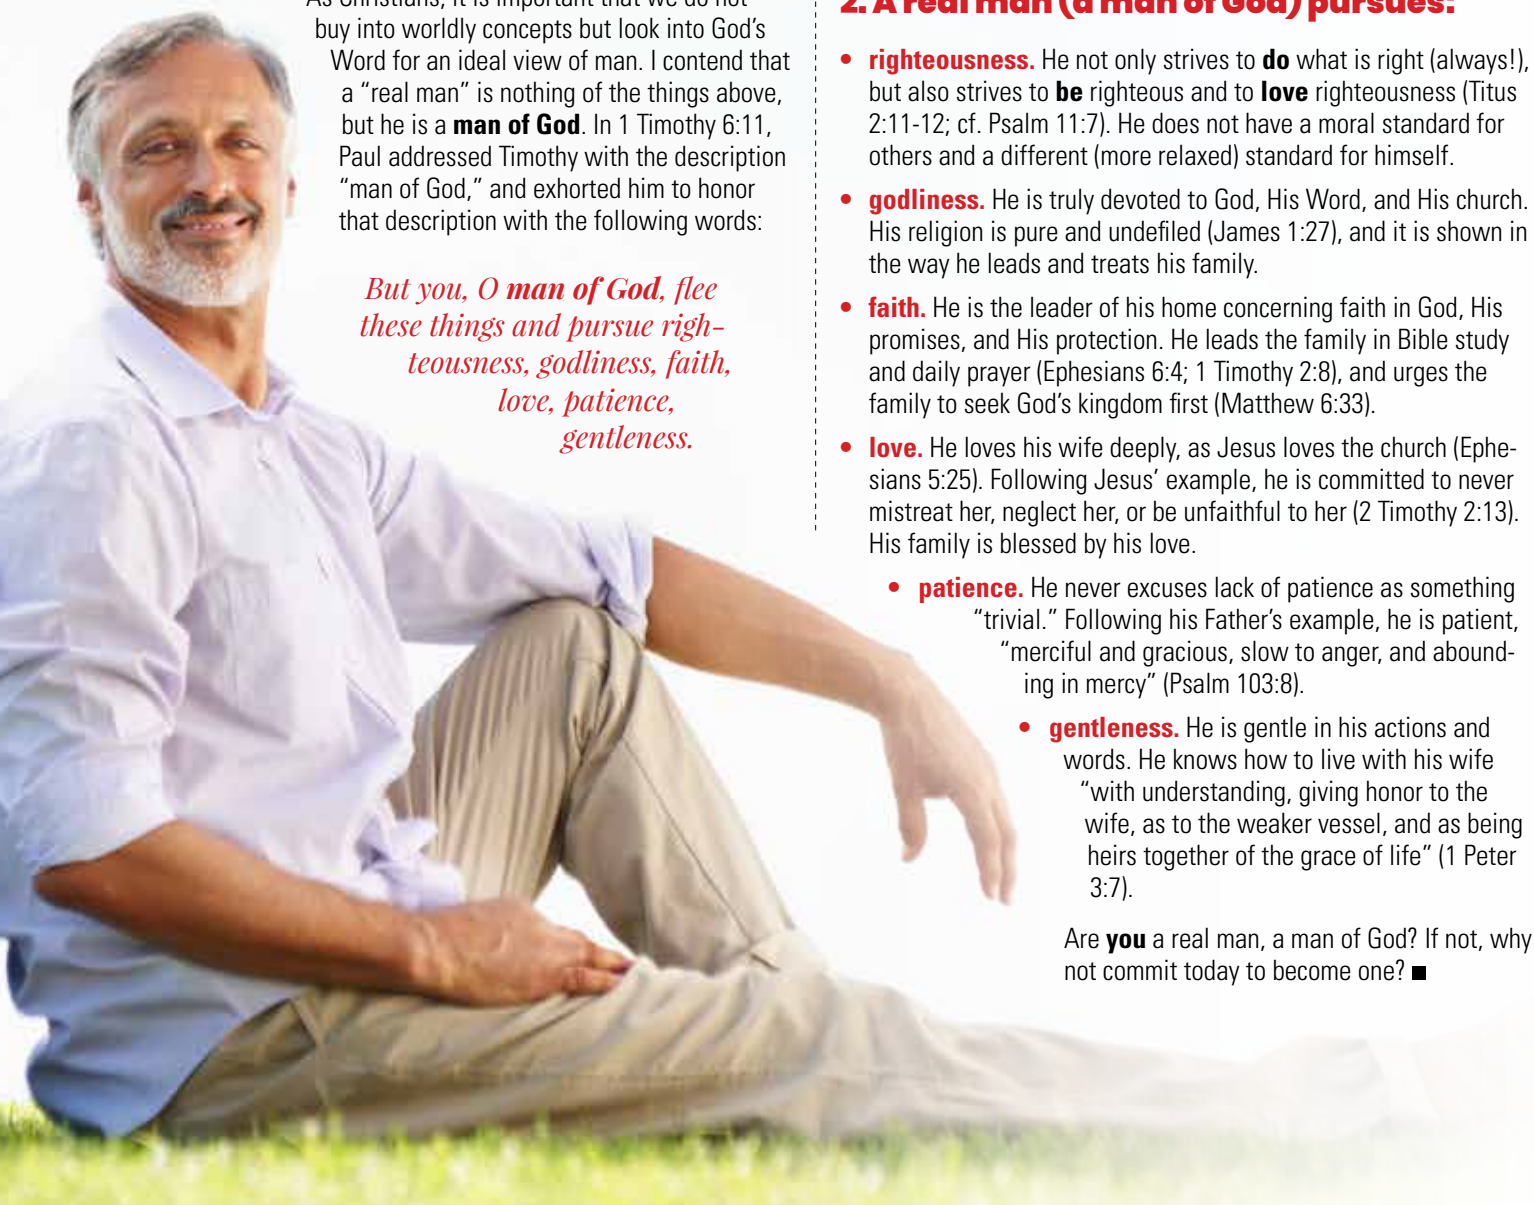 As Christians, it is important that we do not
buy into worldly concepts but look into God’s
Word for an ideal view of man. I contend that
a “real man” is nothing of the things above,
but he is a man of God. In 1 Timothy 6:11,
Paul addressed Timothy with the description
“man of God,” and exhorted him to honor
that description with the following words:
But you, O man of God, flee
these things and pursue righ-
teousness, godliness, faith,
love, patience,
gentleness.
2. A real man (a man of God) pursues:
• righteousness. He not only strives to do what is right (always!),
but also strives to be righteous and to love righteousness (Titus
2:11-12; cf. Psalm 11:7). He does not have a moral standard for
others and a different (more relaxed) standard for himself.
• godliness. He is truly devoted to God, His Word, and His church.
His religion is pure and undefiled (James 1:27), and it is shown in
the way he leads and treats his family.
• faith. He is the leader of his home concerning faith in God, His
promises, and His protection. He leads the family in Bible study
and daily prayer (Ephesians 6:4; 1 Timothy 2:8), and urges the
family to seek God’s kingdom first (Matthew 6:33).
• love. He loves his wife deeply, as Jesus loves the church (Ephe-
sians 5:25). Following Jesus’ example, he is committed to never
mistreat her, neglect her, or be unfaithful to her (2 Timothy 2:13).
His family is blessed by his love.
• patience. He never excuses lack of patience as something
“trivial.” Following his Father’s example, he is patient,
“merciful and gracious, slow to anger, and abound-
ing in mercy” (Psalm 103:8).
• gentleness. He is gentle in his actions and
words. He knows how to live with his wife
“with understanding, giving honor to the
wife, as to the weaker vessel, and as being
heirs together of the grace of life” (1 Peter
3:7).
Are you a real man, a man of God? If not, why
not commit today to become one? ■